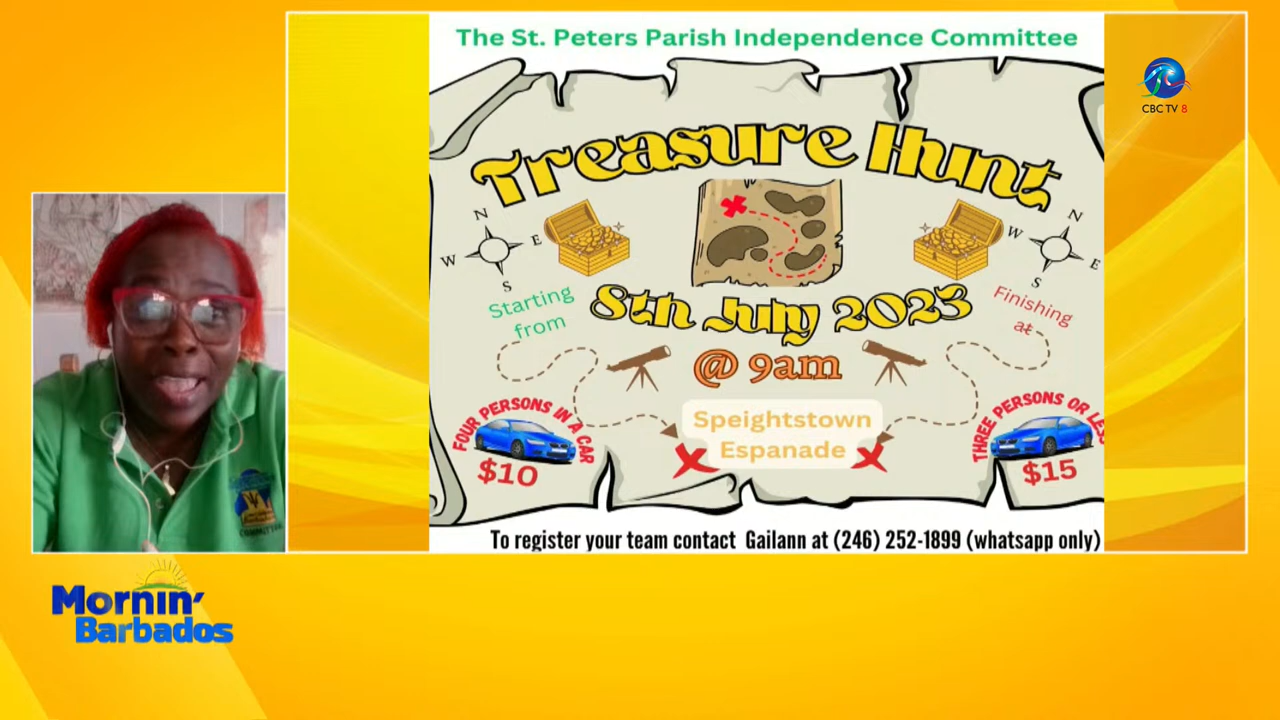 The St. Peters Parish Independence Committee
CBC TV 8
Treasure Hunt
N
W E
S
N
W E
S
Starting
from
8th July 2023
Finishing
at
@ 9am
FOUR PERSONS IN A CAR
$10
Speightstown
Espanade
THREE PERSONS OR LESS
$15
To register your team contact Gailann at (246) 252-1899 (whatsapp only)
Mornin'
Barbados